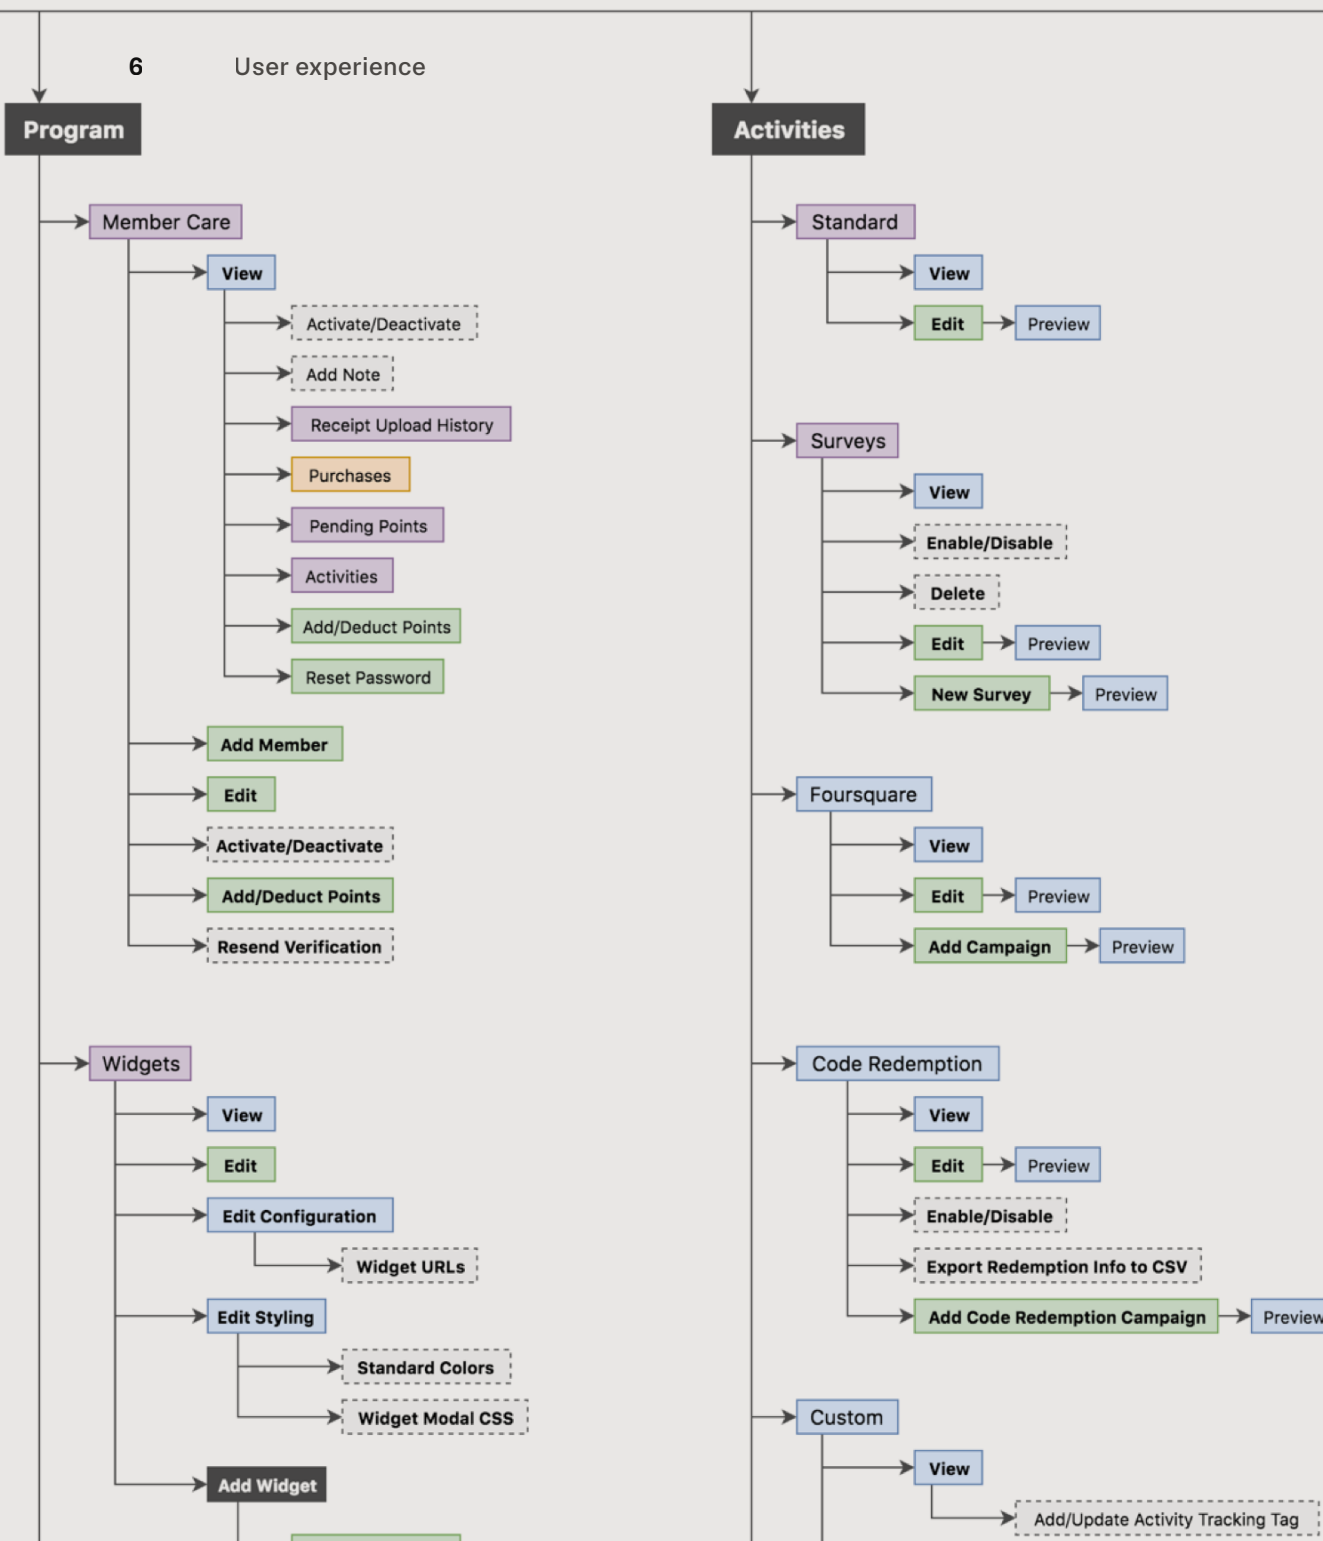 6 User experience
Program
Member Care
View
Activate/Deactivate
Add Note
Receipt Upload History
Purchases
Pending Points
Activities
Add/Deduct Points
Reset Password
Add Member
Edit
Activate/Deactivate
Add/Deduct Points
Resend Verification
Widgets
View
Edit
Edit Configuration
Widget URLs
Edit Styling
Standard Colors
Widget Modal CSS
Add Widget
Activities
Standard
View
Edit Preview
Surveys
View
Enable/Disable
Delete
Edit Preview
New Survey Preview
Foursquare
View
Edit Preview
Add Campaign Preview
Code Redemption
View
Edit Preview
Enable/Disable
Export Redemption Info to CSV
Add Code Redemption Campaign Preview
Custom
View
Add/Update Activity Tracking Tag